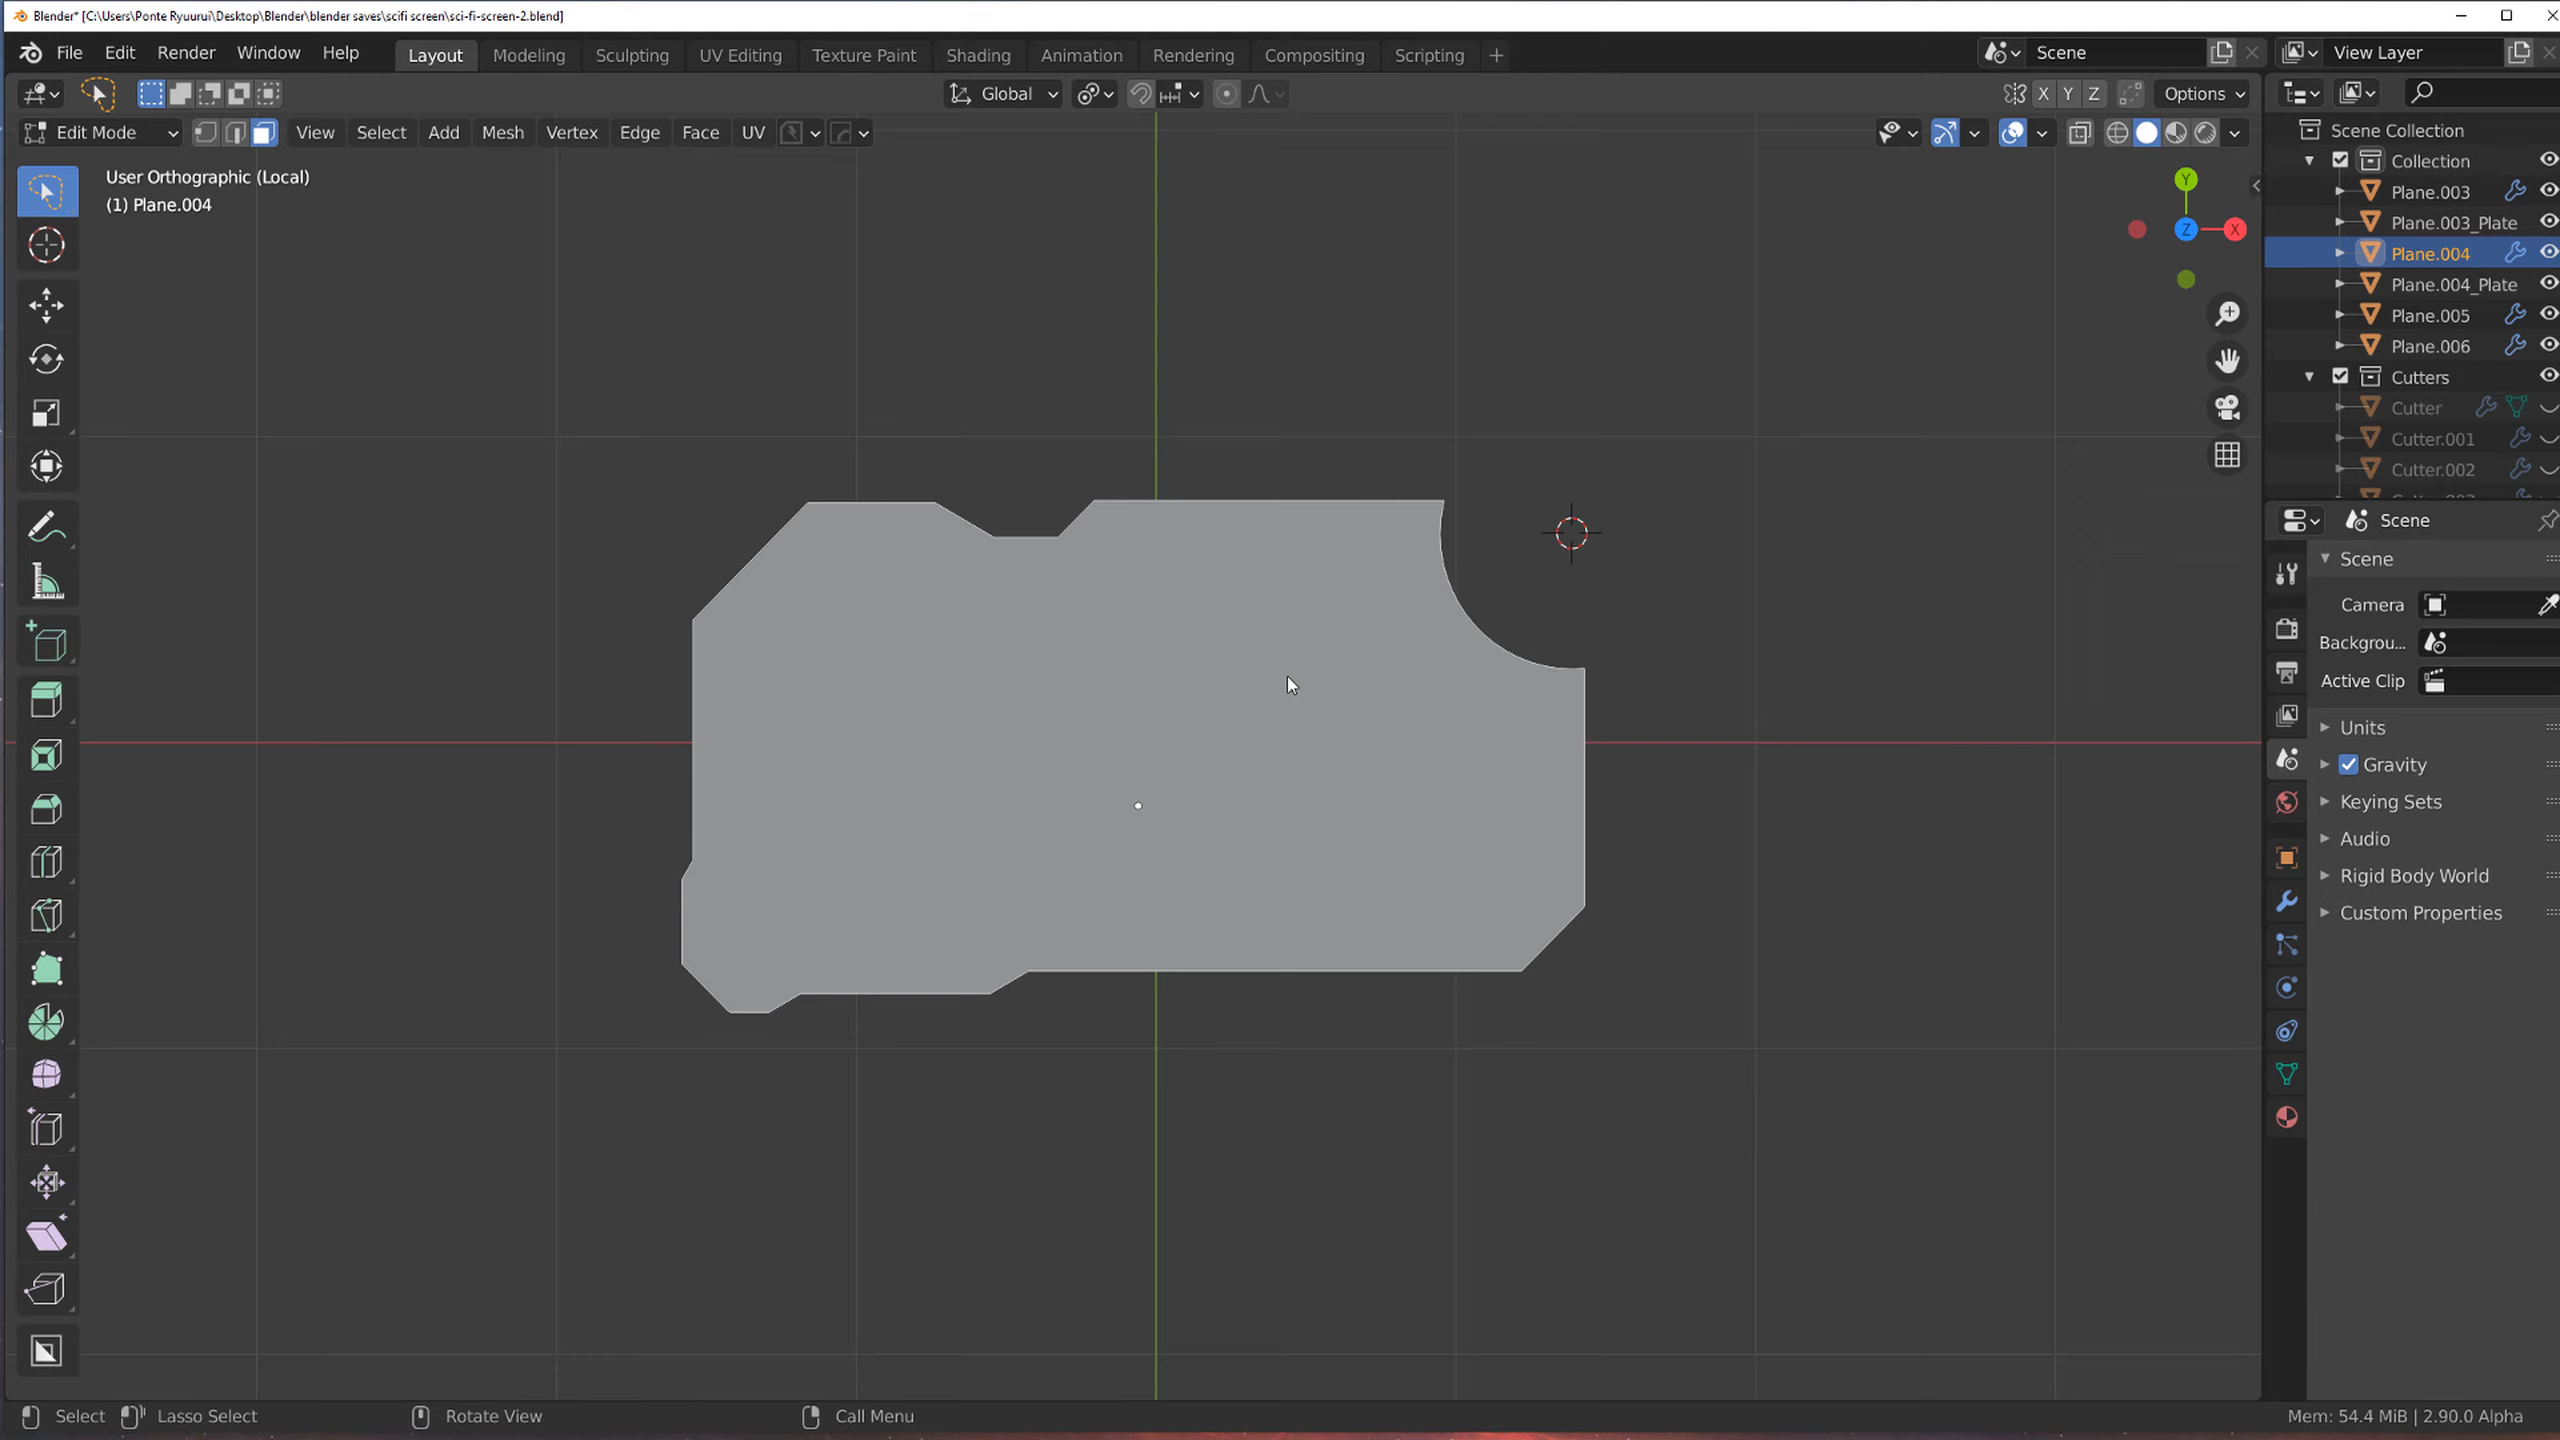 Blender* [C:\Users\Ponte Ryuurui\Desktop\Blender\blender saves\scifi screen\sci-fi-screen-2.blend]
File Edit Render Window Help Layout Modeling Sculpting UV Editing Texture Paint Shading Animation Rendering Compositing Scripting + Scene View Layer
Global X Y Z Options
Edit Mode View Select Add Mesh Vertex Edge Face UV
User Orthographic (Local)
(1) Plane.004
Y
Z X
Scene Collection
Collection
Plane.003
Plane.003_Plate
Plane.004
Plane.004_Plate
Plane.005
Plane.006
Cutters
Cutter
Cutter.001
Cutter.002
Scene
Scene
Camera
Backgrou...
Active Clip
Units
Gravity
Keying Sets
Audio
Rigid Body World
Custom Properties
Select Lasso Select Rotate View Call Menu Mem: 54.4 MiB | 2.90.0 Alpha